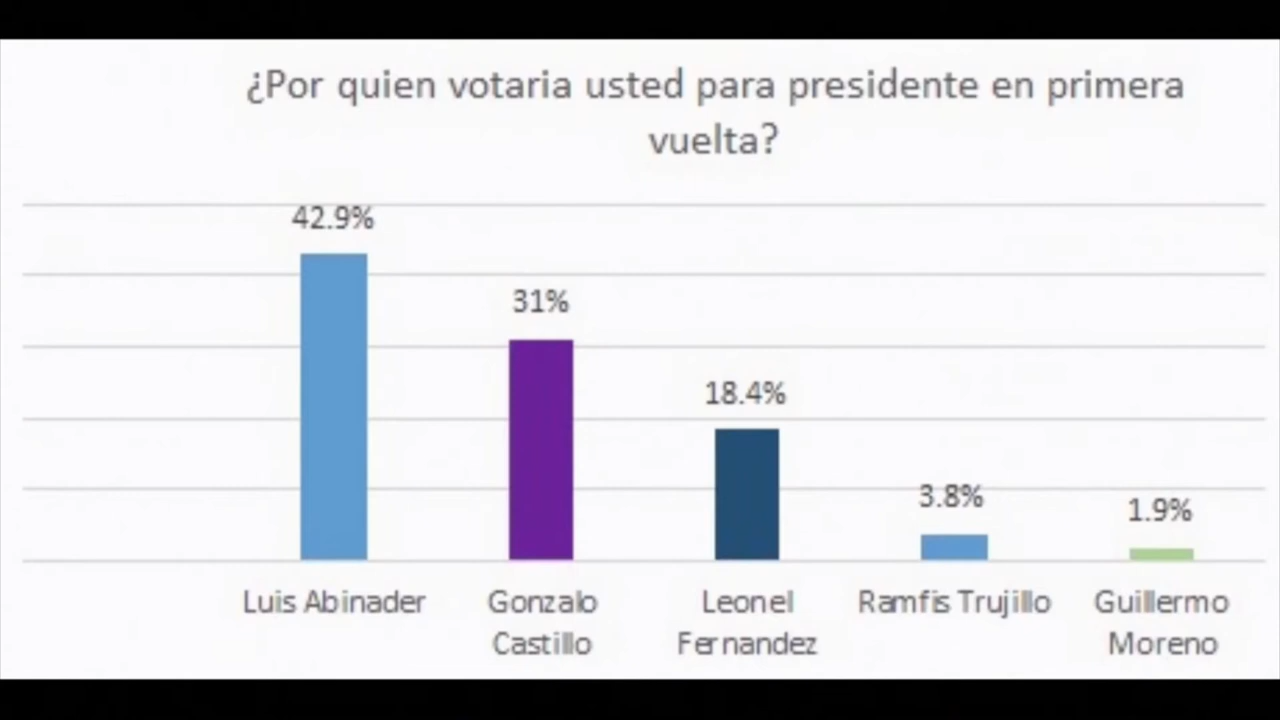 ¿Por quien votaria usted para presidente en primera
vuelta?
42.9%
31%
18.4%
3.8%
1.9%
Luis Abinader
Gonzalo
Castillo
Leonel
Fernandez
Ramfis Trujillo
Guillermo
Moreno